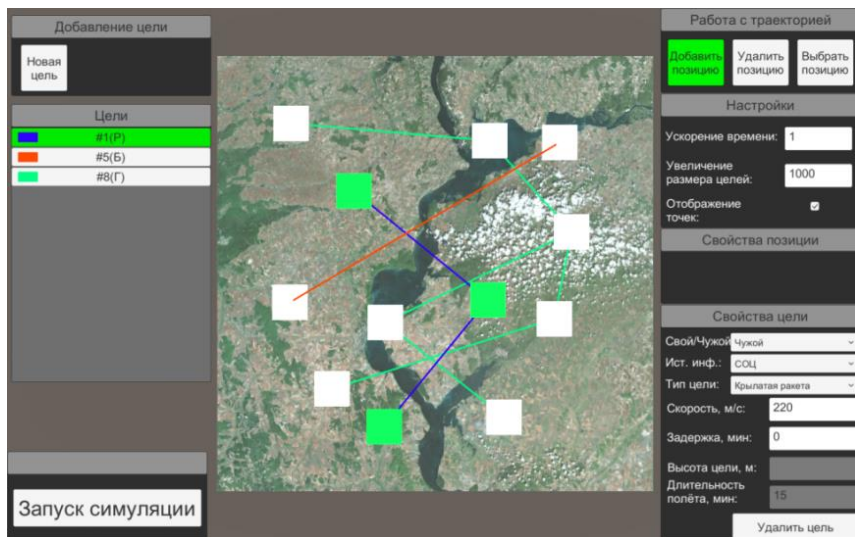 Добавление цели
Новая
цель
Цели
#1(Р)
#5(Б)
#8(Г)
Запуск симуляции
Работа с траекторией
Добавить
позицию
Удалить
позицию
Выбрать
позицию
Настройки
Ускорение времени: 1
Увеличение
размера целей: 1000
Отображение
точек:
Свойства позиции
Свойства цели
Свой/Чужой Чужой
Ист. инф.: СОЦ
Тип цели: Крылатая ракета
Скорость, м/с: 220
Задержка, мин: 0
Высота цели, м:
Длительность
полёта, мин: 15
Удалить цель